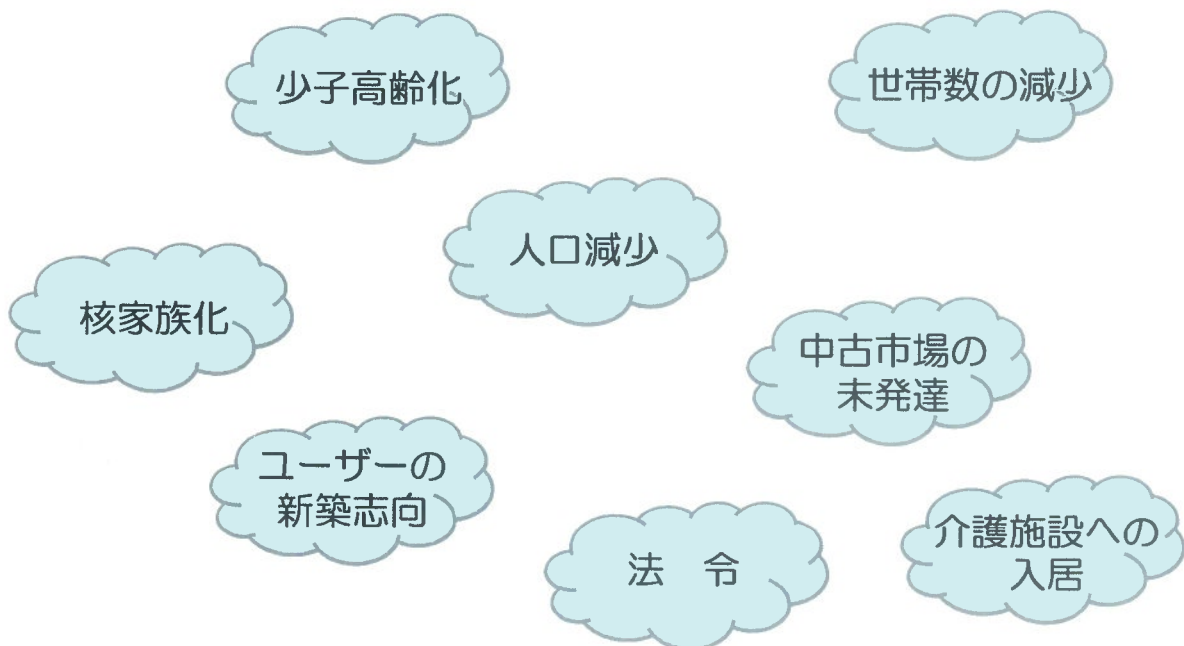 少子高齢化
世帯数の減少
人口減少
核家族化
中古市場の
未発達
ユーザーの
新築志向
法　令
介護施設への
入居